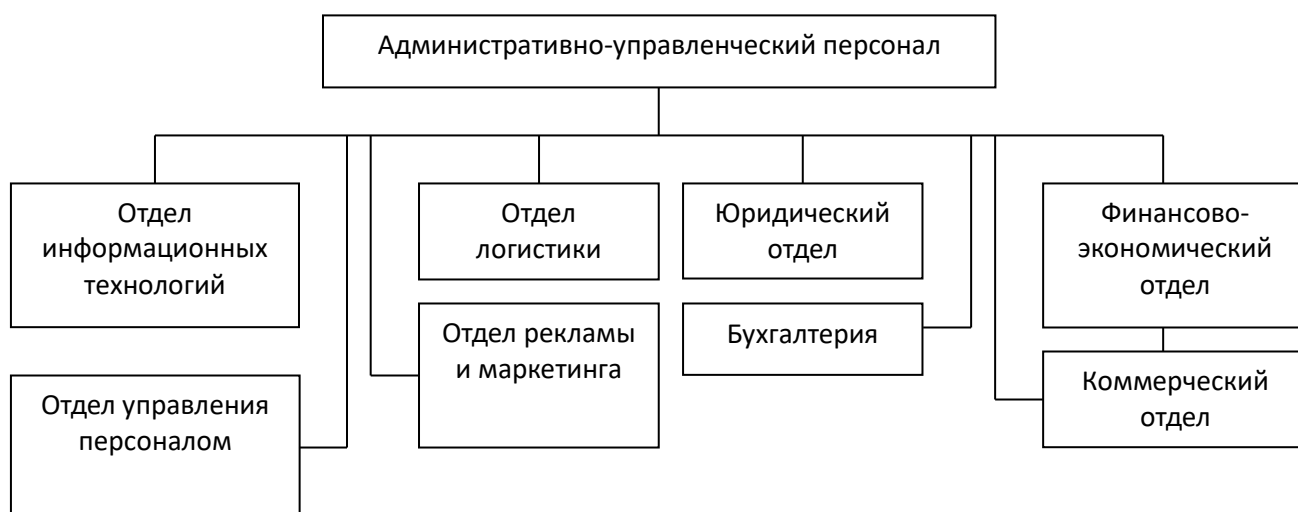 Административно-управленческий персонал
Отдел
информационных
технологий
Отдел
логистики
Юридический
отдел
Финансово-
экономический
отдел
Отдел рекламы
и маркетинга
Бухгалтерия
Коммерческий
отдел
Отдел управления
персоналом